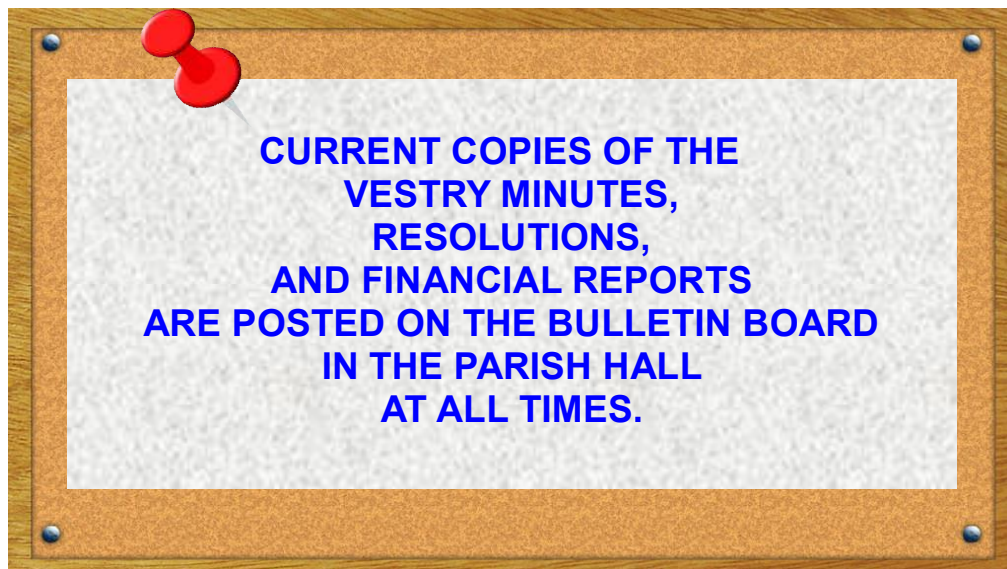 CURRENT COPIES OF THE
VESTRY MINUTES,
RESOLUTIONS,
AND FINANCIAL REPORTS
ARE POSTED ON THE BULLETIN BOARD
IN THE PARISH HALL
AT ALL TIMES.